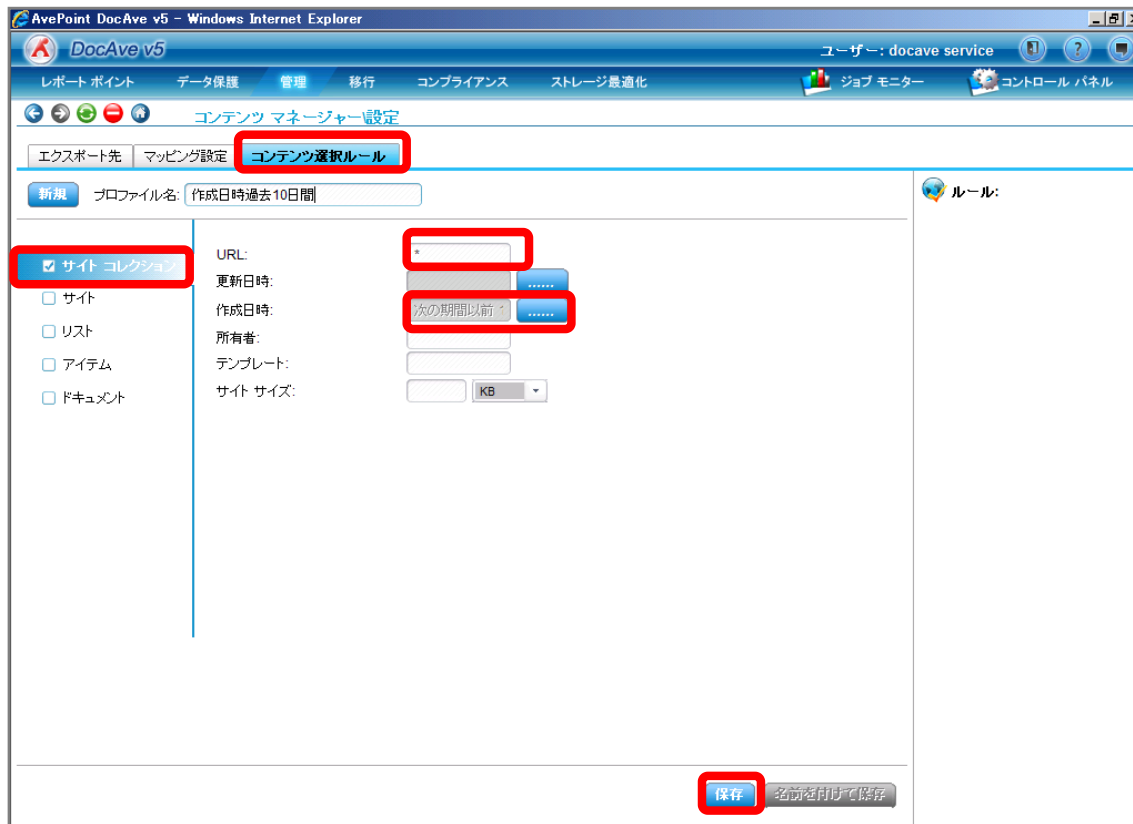 AvePoint DocAve v5 - Windows Internet Explorer
DocAve v5
ユーザー: docave service
レポート ポイント データ保護 管理 移行 コンプライアンス ストレージ最適化 ジョブ モニター コントロール パネル
コンテンツ マネージャー\設定
エクスポート先 マッピング設定 コンテンツ選択ルール
新規 プロファイル名: 作成日時過去10日間
ルール:
サイト コレクション
サイト
リスト
アイテム
ドキュメント
URL: *
更新日時: ......
作成日時: 次の期間以前 ......
所有者:
テンプレート:
サイト サイズ: KB
保存 名前を付けて保存